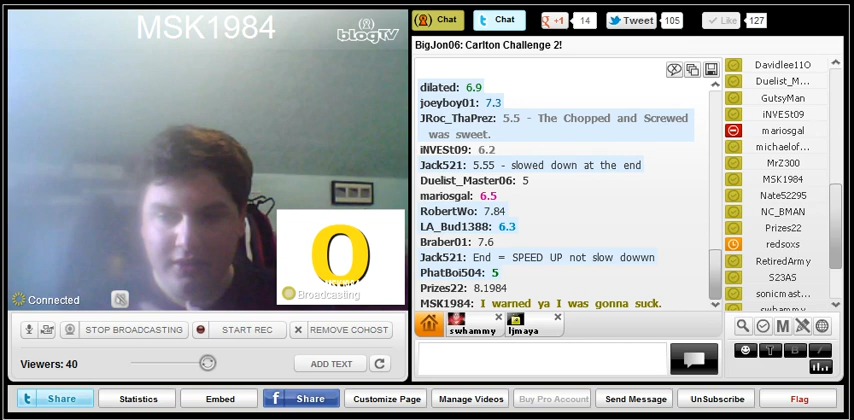 MSK1984
blogTV
O
Connected
Broadcasting
STOP BROADCASTING
START REC
REMOVE COHOST
Viewers: 40
ADD TEXT
Chat
Chat
+1
14
Tweet
105
Like
127
BigJon06: Carlton Challenge 2!
dilated: 6.9
joeyboy01: 7.3
JRoc_ThaPrez: 5.5 - The Chopped and Screwed
was sweet.
iNVESt09: 6.2
Jack521: 5.55 - slowed down at the end
Duelist_Master06: 5
mariosgal: 6.5
RobertWo: 7.84
LA_Bud1388: 6.3
Braber01: 7.6
Jack521: End = SPEED UP not slow dowwn
PhatBoi504: 5
Prizes22: 8.1984
MSK1984: I warned ya I was gonna suck.
swhammy
ljmaya
Davidlee11O
Duelist_M...
GutsyMan
iNVESt09
mariosgal
michaelof...
MrZ300
MSK1984
Nate52295
NC_BMAN
Prizes22
redsoxs
RetiredArmy
S23AS
sonicmast...
swhammy
M
T
B
I
Share
Statistics
Embed
Share
Customize Page
Manage Videos
Buy Pro Account
Send Message
UnSubscribe
Flag